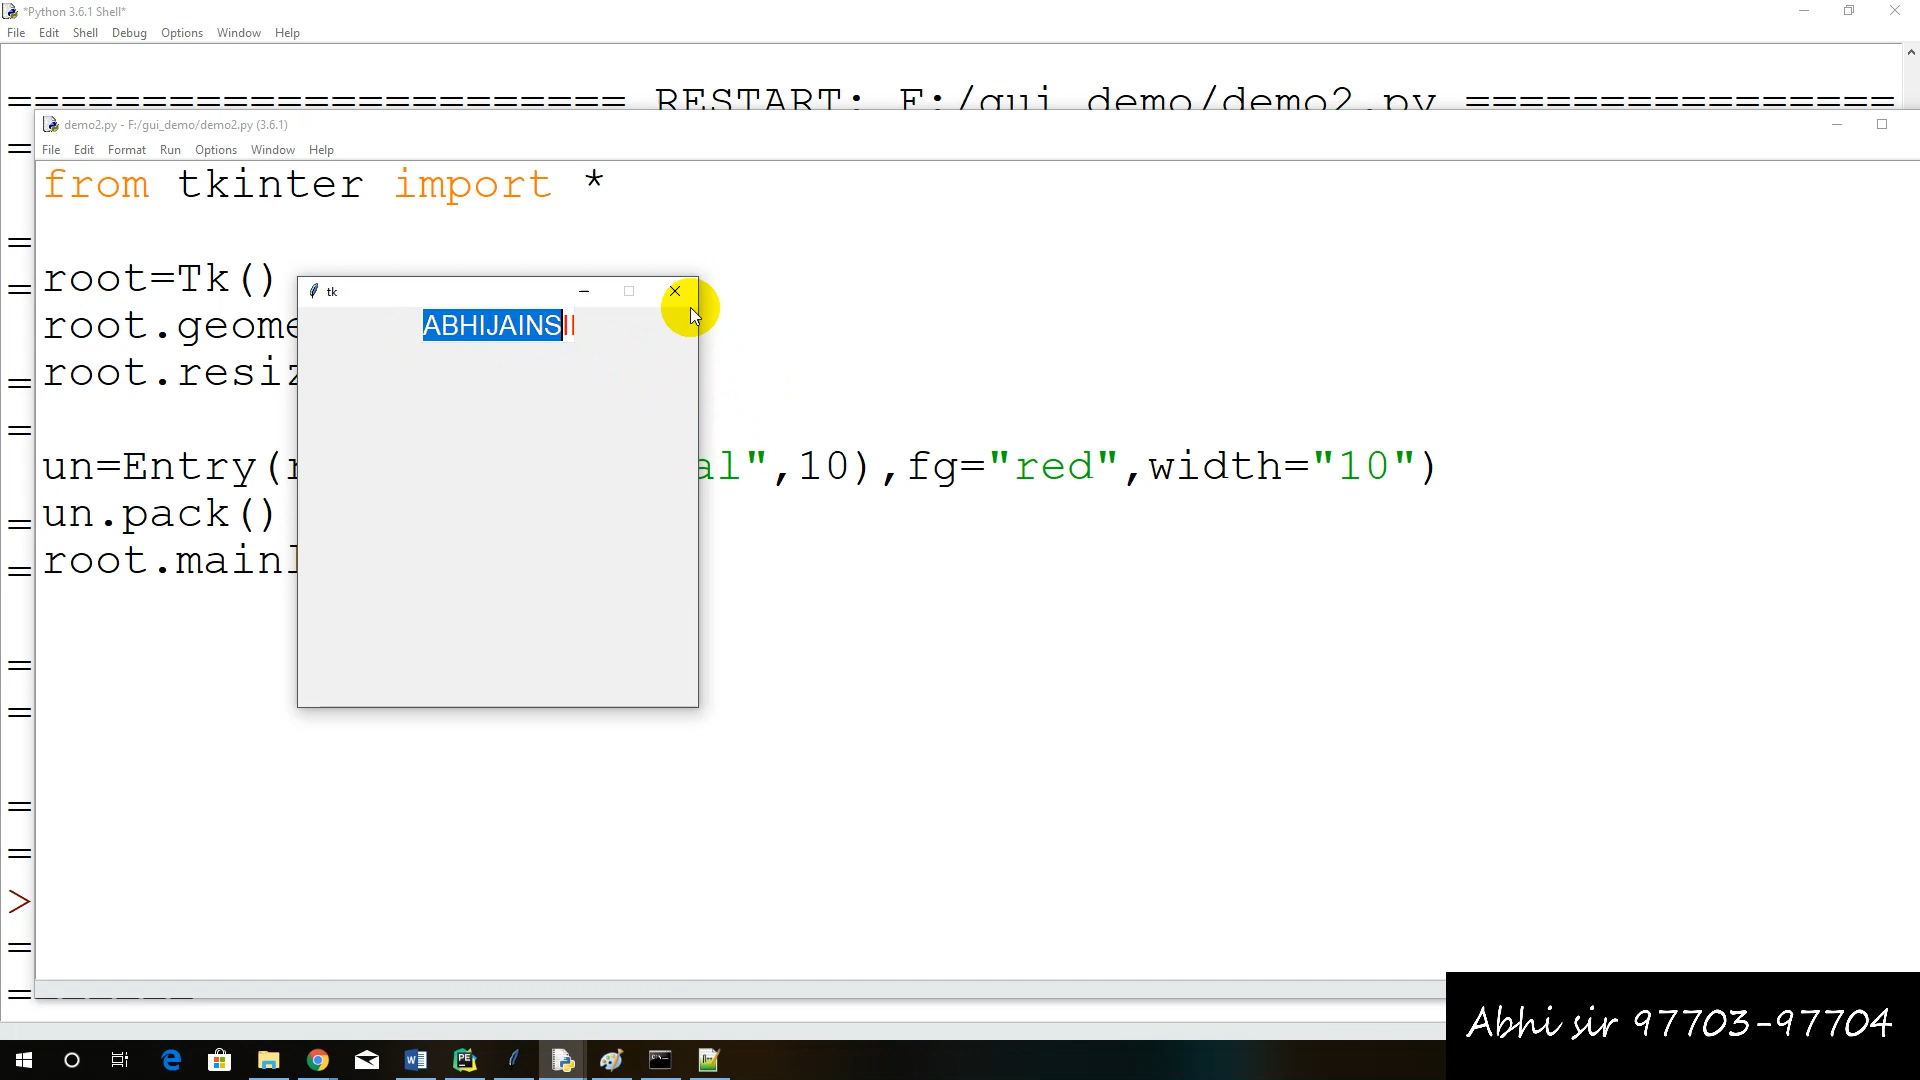 *Python 3.6.1 Shell*
File Edit Shell Debug Options Window Help
======================= RESTART: F:/gui_demo/demo2.py ================
demo2.py - F:/gui_demo/demo2.py (3.6.1)
File Edit Format Run Options Window Help
from tkinter import *
root=Tk()
tk
root.geome
ABHIJAINS
root.resiz
un=Entry(r al",10),fg="red",width="10")
un.pack()
root.mainl
>
Abhi sir 97703-97704